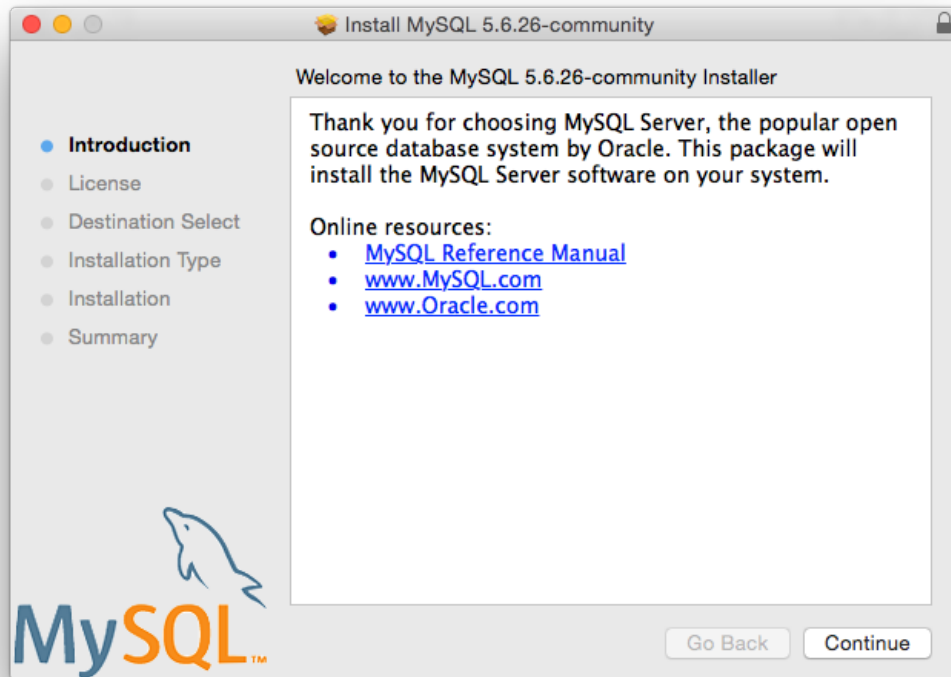 Install MySQL 5.6.26-community
Welcome to the MySQL 5.6.26-community Installer
Introduction
License
Destination Select
Installation Type
Installation
Summary
Thank you for choosing MySQL Server, the popular open
source database system by Oracle. This package will
install the MySQL Server software on your system.
Online resources:
• MySQL Reference Manual
• www.MySQL.com
• www.Oracle.com
MySQL™
Go Back
Continue